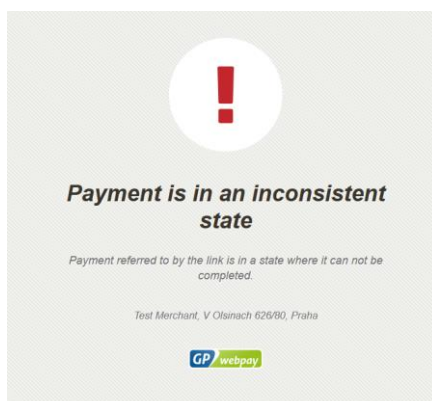 !
Payment is in an inconsistent
state
Payment referred to by the link is in a state where it can not be
completed.
Test Merchant, V Olsinach 626/80, Praha
GP webpay